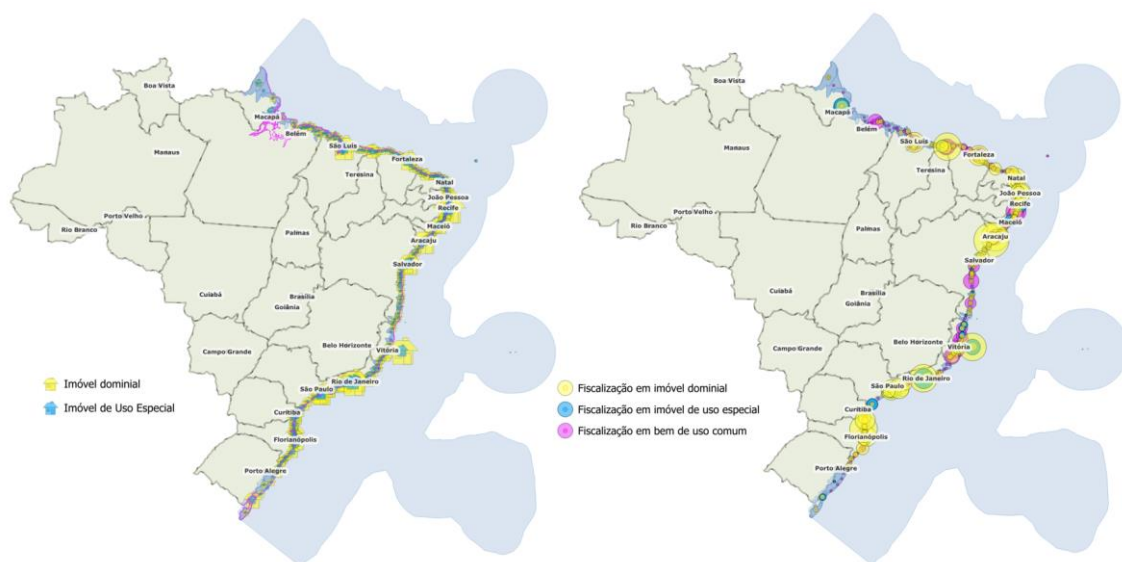 Boa Vista
Macapá
Belém
São Luís
Manaus
Fortaleza
Teresina
Natal
João Pessoa
Recife
Porto Velho
Maceió
Rio Branco
Palmas
Aracaju
Salvador
Cuiabá
Brasília
Goiânia
Belo Horizonte
Campo Grande
Vitória
Rio de Janeiro
São Paulo
Curitiba
Florianópolis
Porto Alegre
Imóvel dominial
Imóvel de Uso Especial
Boa Vista
Macapá
Belém
São Luís
Manaus
Fortaleza
Teresina
Natal
João Pessoa
Recife
Porto Velho
Maceió
Rio Branco
Palmas
Aracaju
Salvador
Cuiabá
Brasília
Goiânia
Belo Horizonte
Campo Grande
Vitória
Rio de Janeiro
São Paulo
Curitiba
Florianópolis
Porto Alegre
Fiscalização em imóvel dominial
Fiscalização em imóvel de uso especial
Fiscalização em bem de uso comum